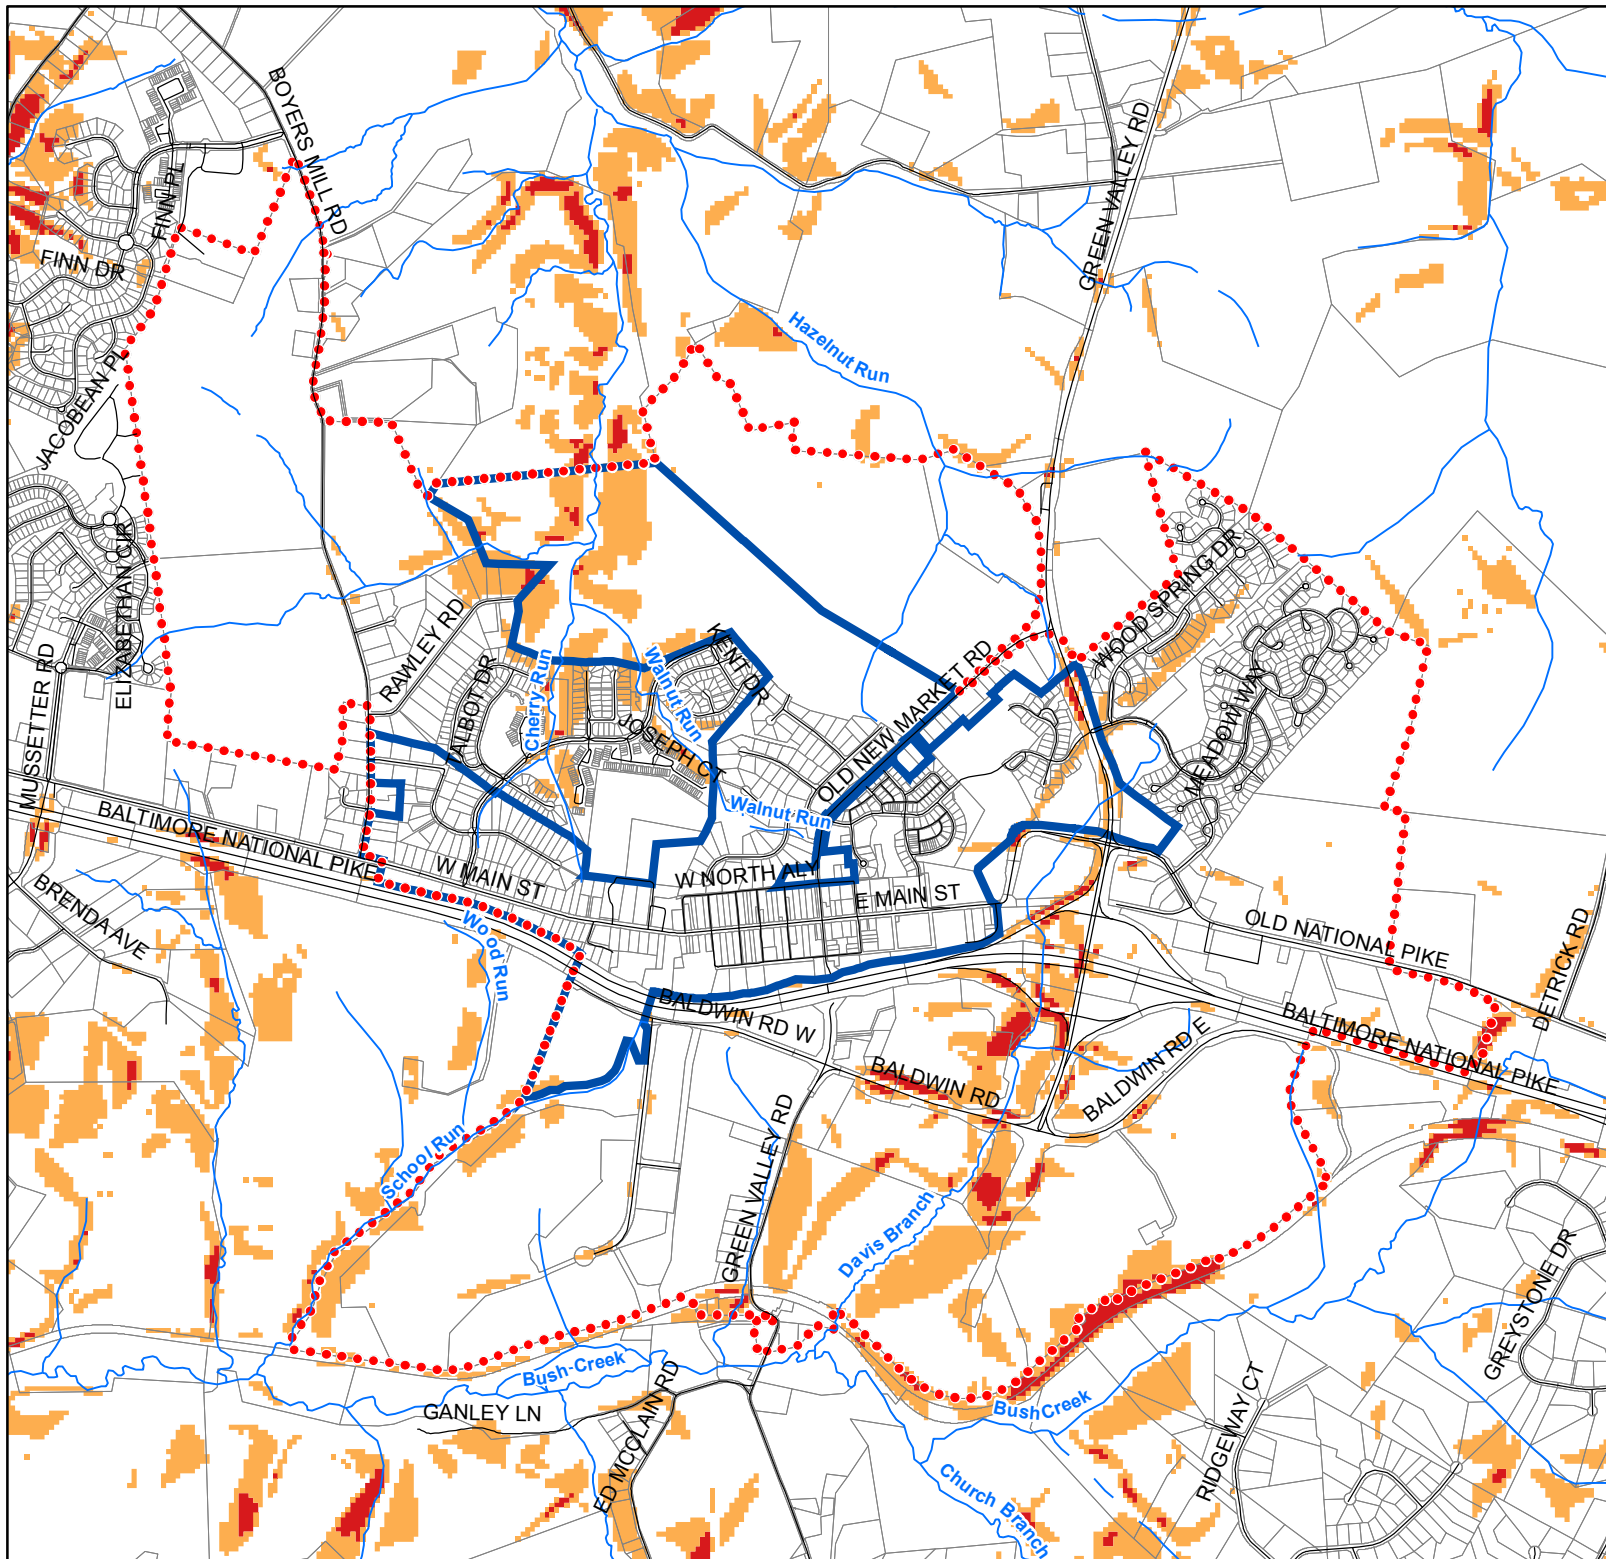 BOYERS MILL RD
GREEN VALLEY RD
FINN PL
FINN DR
Hazelnut Run
JACOBEAN PL
ELIZABETHAN CIR
WOOD SPRING DR
RAWLEY RD
KENT DR
OLD NEW MARKET RD
MUSSETTER RD
TALBOT DR
Cherry Run
Walnut Run
JOSEPH CT
MEADOW WAY
Walnut Run
BALTIMORE NATIONAL PIKE
W MAIN ST
W NORTH ALY
E MAIN ST
BRENDA AVE
Wood Run
OLD NATIONAL PIKE
DETRICK RD
BALDWIN RD W
BALTIMORE NATIONAL PIKE
BALDWIN RD
BALDWIN RD E
School Run
GREEN VALLEY RD
Davis Branch
GREYSTONE DR
Bush Creek
ED MCCLAIN RD
GANLEY LN
Bush Creek
RIDGEWAY CT
Church Branch